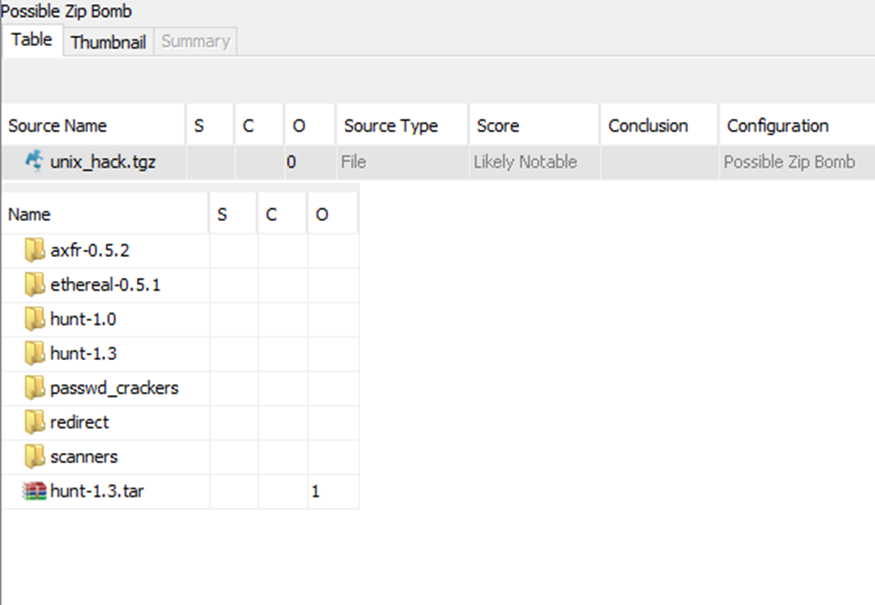 Possible Zip Bomb
Table Thumbnail Summary
Source Name S C O Source Type Score Conclusion Configuration
unix_hack.tgz 0 File Likely Notable Possible Zip Bomb
Name S C O
axfr-0.5.2
ethereal-0.5.1
hunt-1.0
hunt-1.3
passwd_crackers
redirect
scanners
hunt-1.3.tar 1